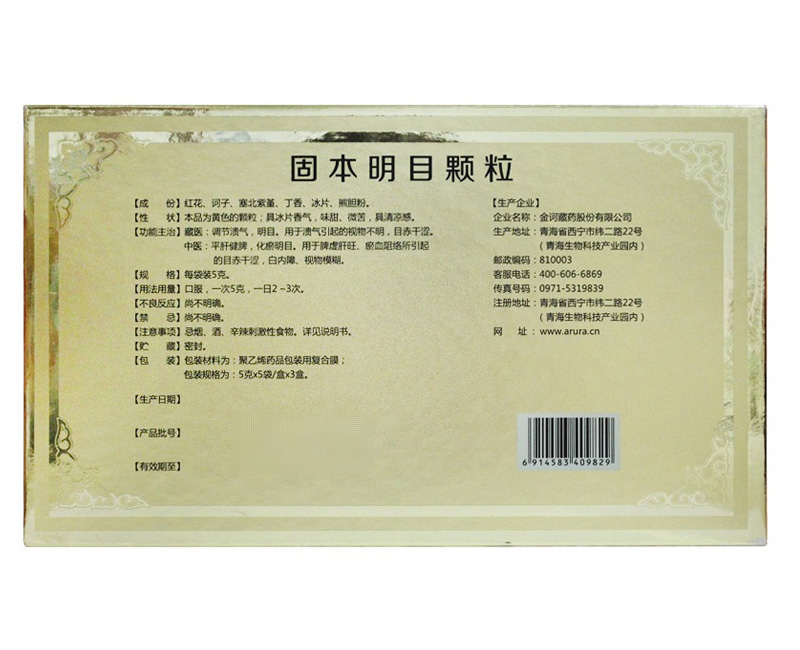 固本明目颗粒
【成 份】红花、诃子、塞北紫堇、丁香、冰片、熊胆粉。
【性 状】本品为黄色的颗粒；具冰片香气，味甜、微苦，具清凉感。
【功能主治】藏医：调节溃气，明目。用于溃气引起的视物不明，目赤干涩。
中医：平肝健脾，化瘀明目。用于脾虚肝旺、瘀血阻络所引起
的目赤干涩，白内障、视物模糊。
【规 格】每袋装5克。
【用法用量】口服，一次5克，一日2～3次。
【不良反应】尚不明确。
【禁 忌】尚不明确。
【注意事项】忌烟、酒、辛辣刺激性食物。详见说明书。
【贮 藏】密封。
【包 装】包装材料为：聚乙烯药品包装用复合膜；
包装规格为：5克x5袋/盒x3盒。
【生产日期】
【产品批号】
【有效期至】
【生产企业】
企业名称：金诃藏药股份有限公司
生产地址：青海省西宁市纬二路22号
（青海生物科技产业园内）
邮政编码：810003
客服电话：400-606-6869
传真号码：0971-5319839
注册地址：青海省西宁市纬二路22号
（青海生物科技产业园内）
网 址：www.arura.cn
6 914583 409829